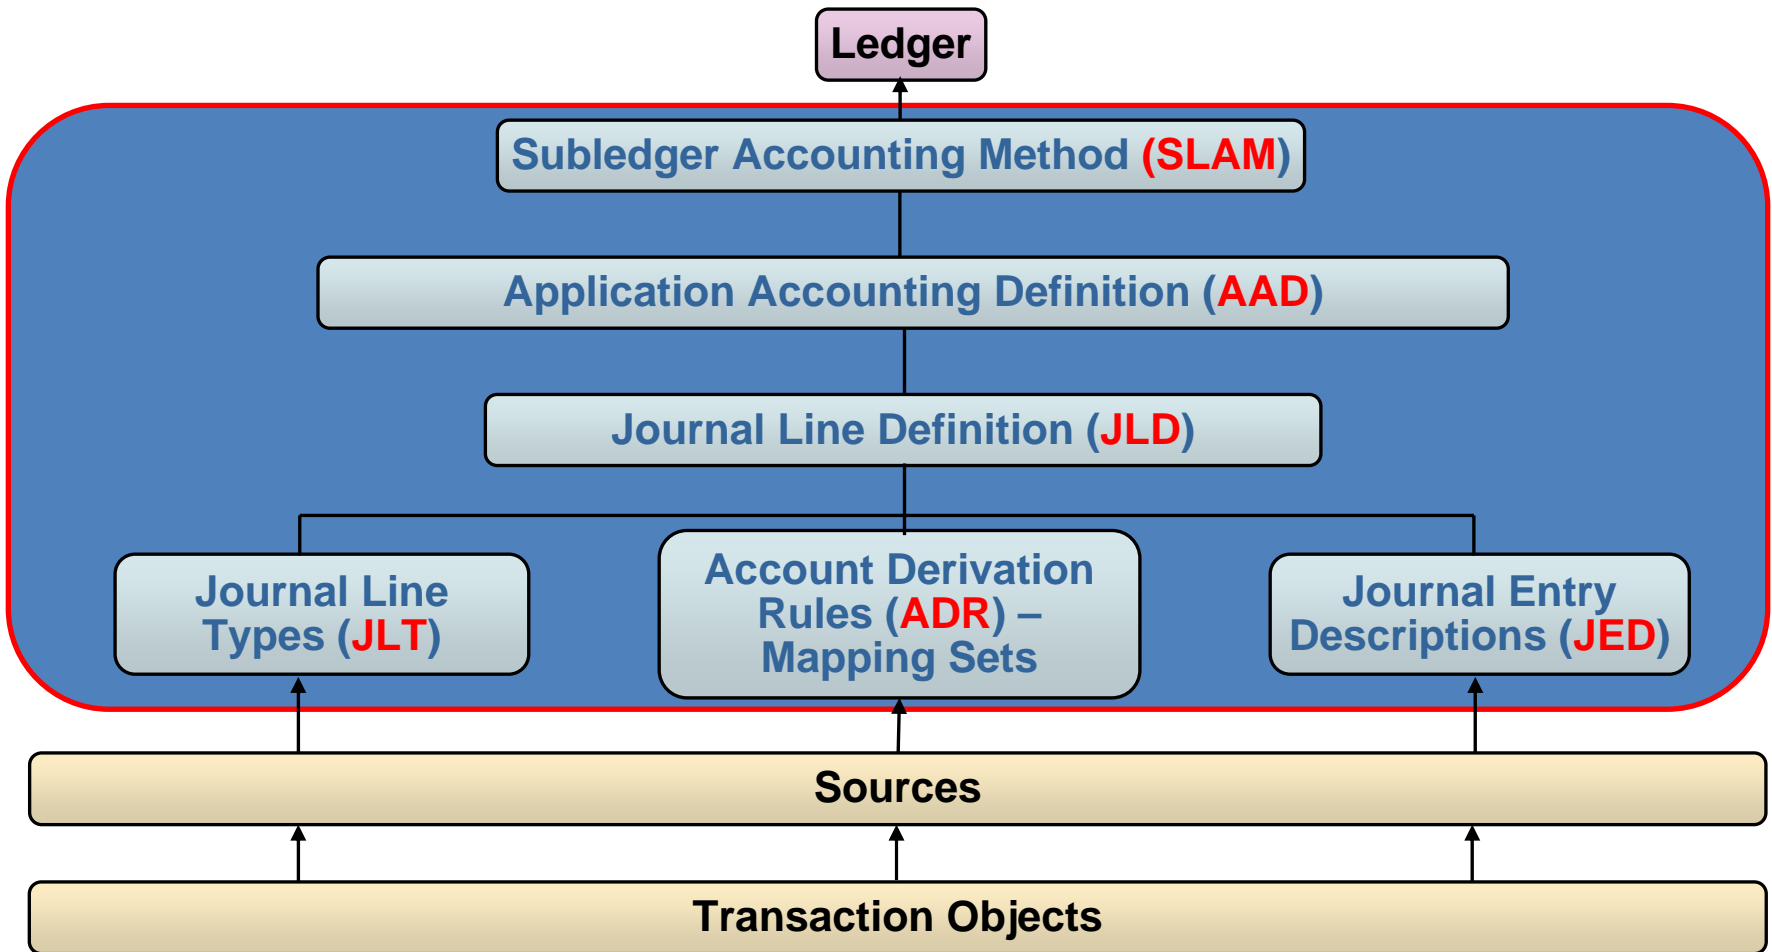 Ledger
Subledger Accounting Method (SLAM)
Application Accounting Definition (AAD)
Journal Line Definition (JLD)
Journal Line
Types (JLT)
Account Derivation
Rules (ADR) –
Mapping Sets
Journal Entry
Descriptions (JED)
Sources
Transaction Objects